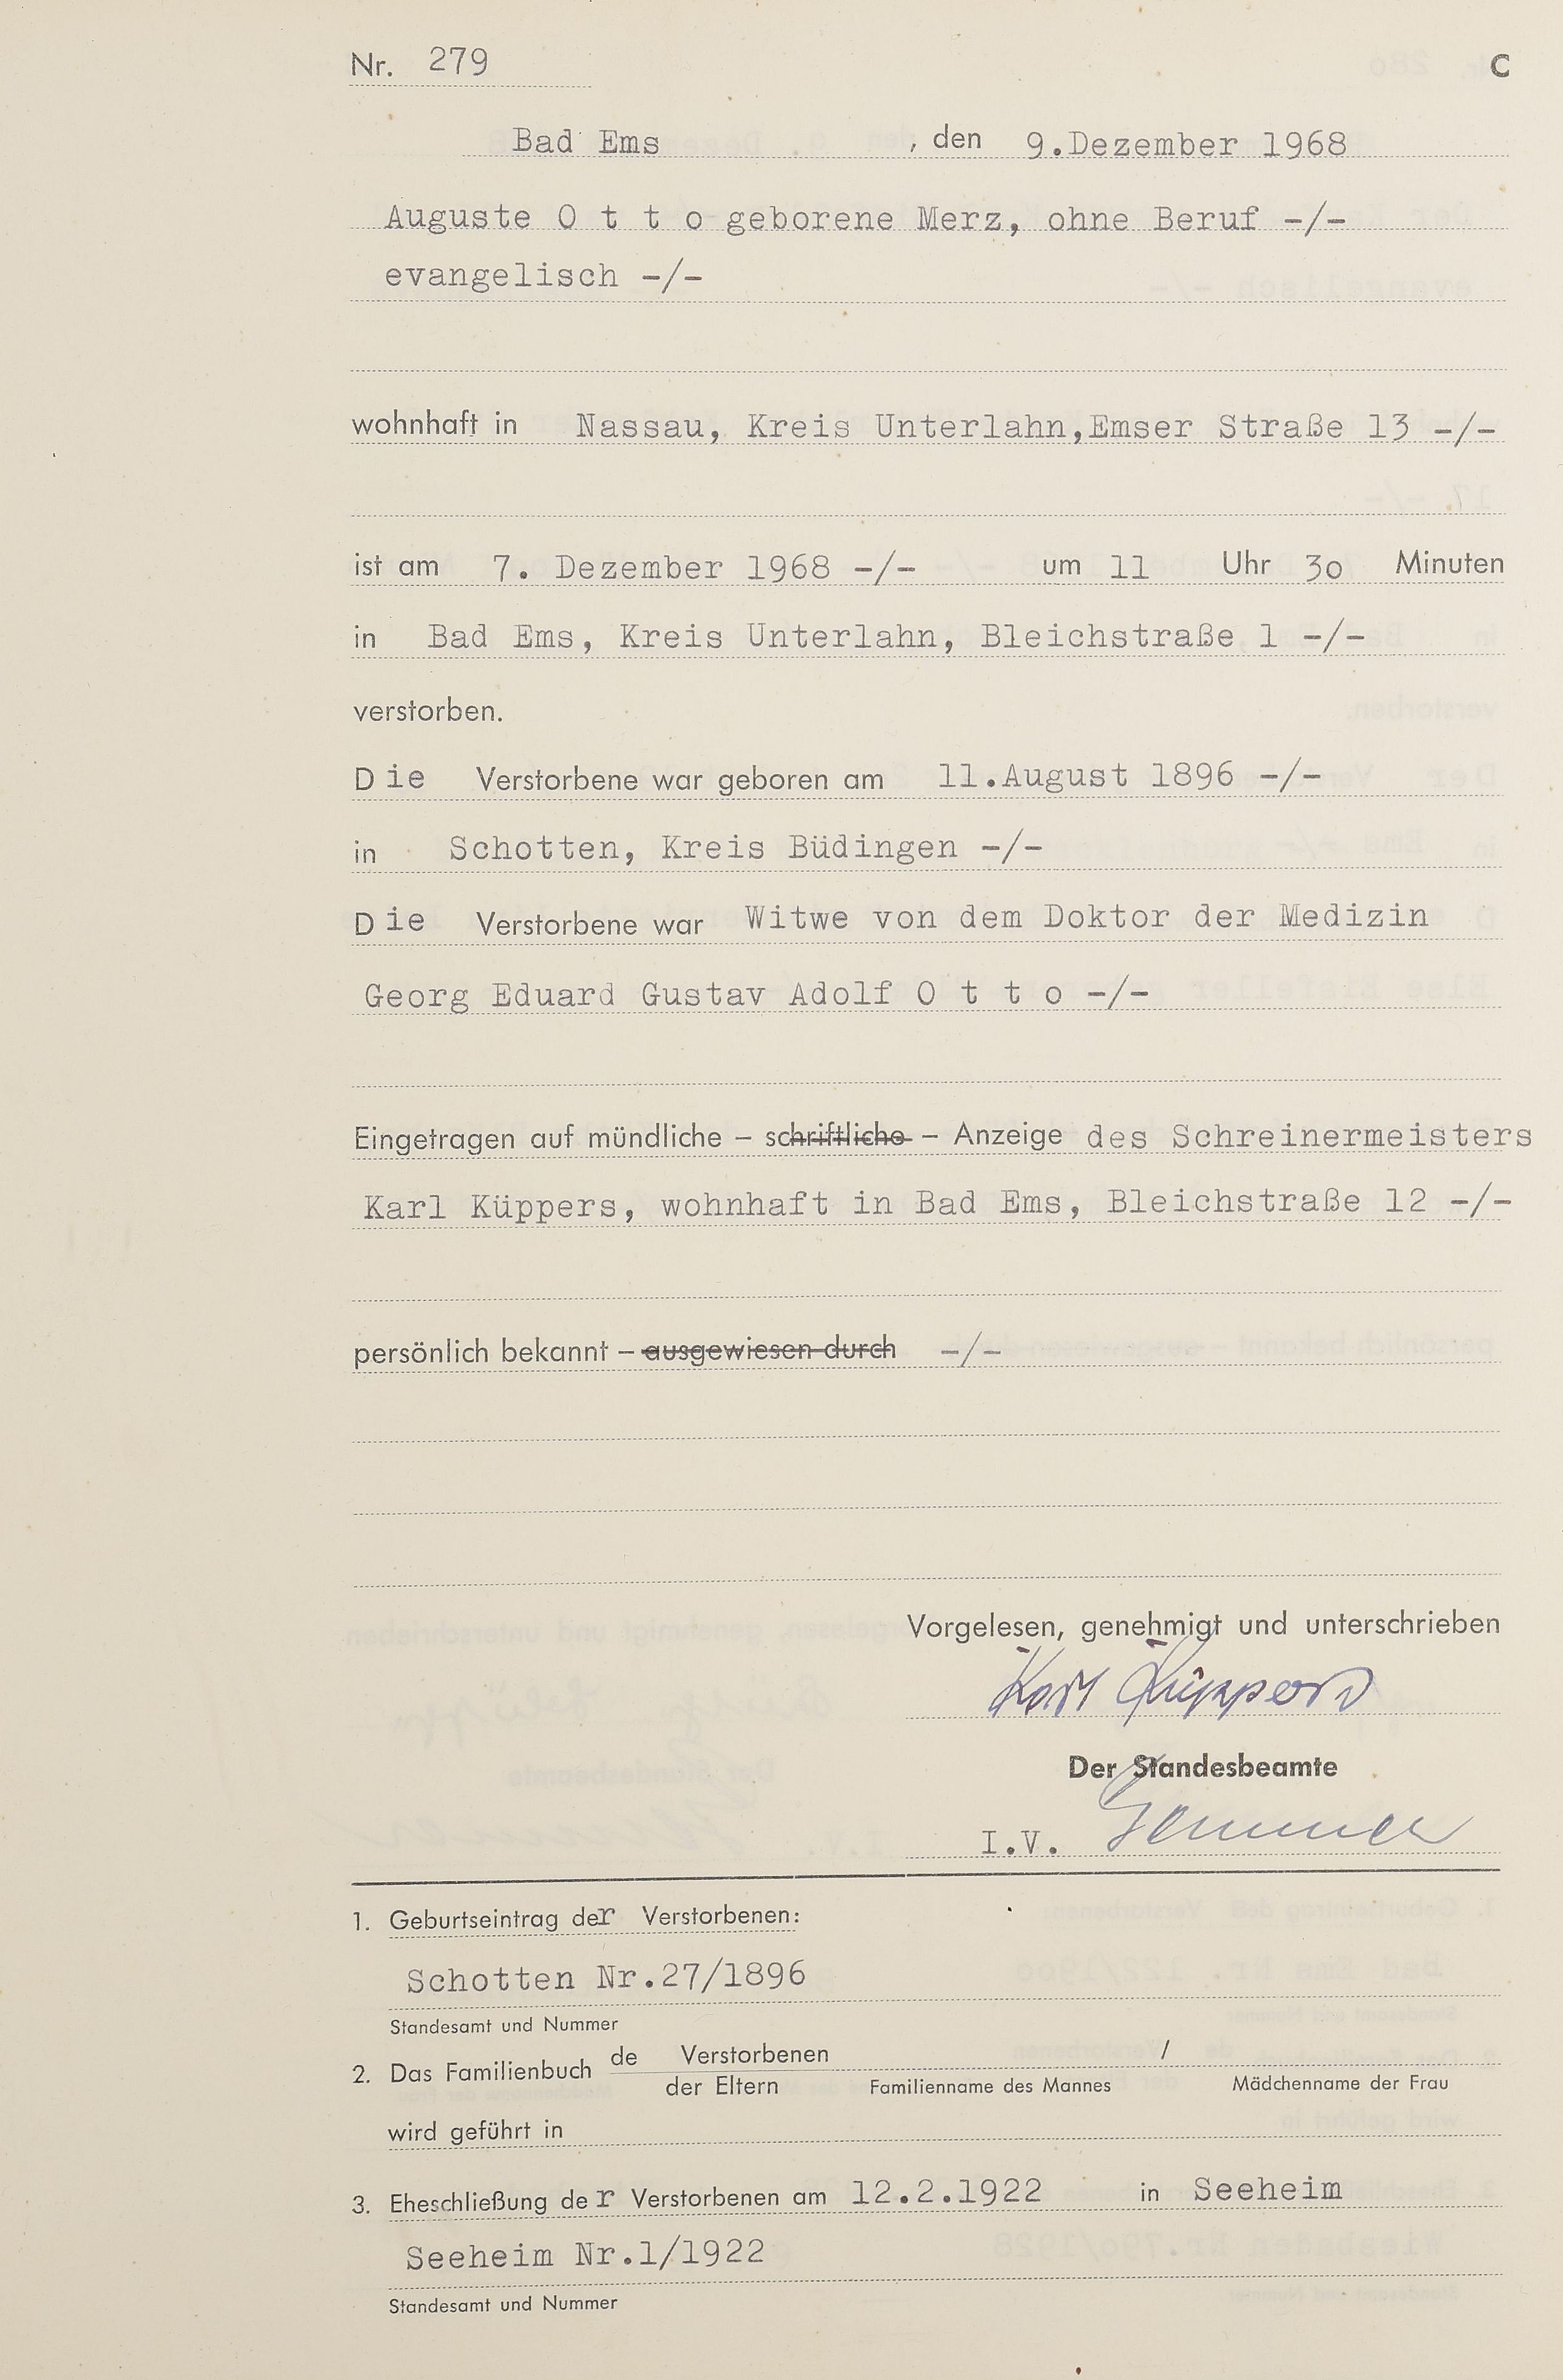 Nr. 279 C
Bad Ems , den 9.Dezember 1968
Auguste O t t o geborene Merz, ohne Beruf -/-
evangelisch -/-
wohnhaft in Nassau, Kreis Unterlahn,Emser Straße 13 -/-
ist am 7. Dezember 1968 -/- um 11 Uhr 3o Minuten
in Bad Ems, Kreis Unterlahn, Bleichstraße 1 -/-
verstorben.
Die Verstorbene war geboren am 11.August 1896 -/-
in Schotten, Kreis Büdingen -/-
Die Verstorbene war Witwe von dem Doktor der Medizin
Georg Eduard Gustav Adolf O t t o -/-
Eingetragen auf mündliche – schriftliche – Anzeige des Schreinermeisters
Karl Küppers, wohnhaft in Bad Ems, Bleichstraße 12 -/-
persönlich bekannt – ausgewiesen durch -/-
Vorgelesen, genehmigt und unterschrieben
Karl Küppers
Der Standesbeamte
I.V.
1. Geburtseintrag der Verstorbenen:
Schotten Nr.27/1896
Standesamt und Nummer
2. Das Familienbuch de Verstorbenen /
der Eltern Familienname des Mannes Mädchenname der Frau
wird geführt in
3. Eheschließung der Verstorbenen am 12.2.1922 in Seeheim
Seeheim Nr.1/1922
Standesamt und Nummer